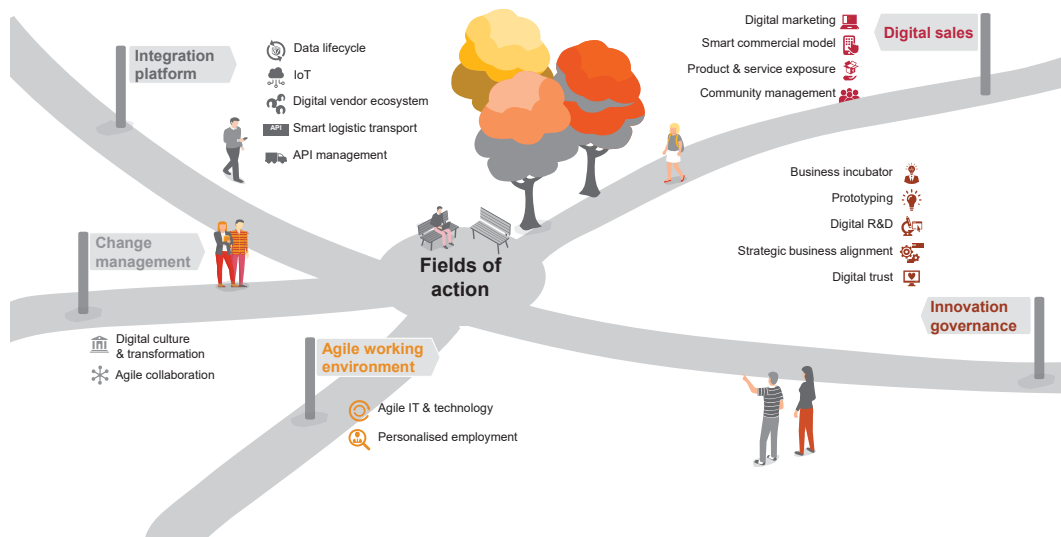 Integration
platform
Data lifecycle
IoT
Digital vendor ecosystem
API
Smart logistic transport
API management
Digital marketing
Smart commercial model
Product & service exposure
Community management
Digital sales
Business incubator
Prototyping
Digital R&D
Strategic business alignment
Digital trust
Innovation
governance
Change
management
Digital culture
& transformation
Agile collaboration
Fields of
action
Agile working
environment
Agile IT & technology
Personalised employment